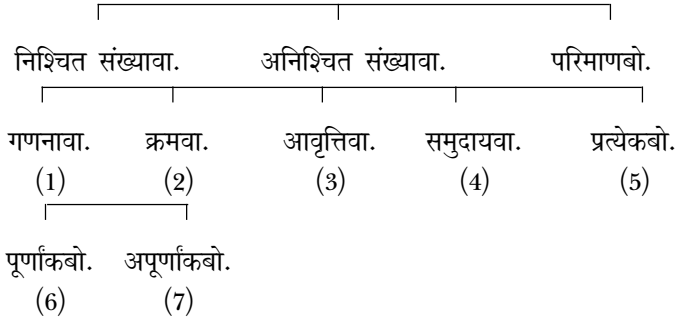 निश्चित संख्यावा. अनिश्चित संख्यावा. परिमाणबो.
गणनावा. क्रमवा. आवृत्तिवा. समुदायवा. प्रत्येकबो.
(1) (2) (3) (4) (5)
पूर्णांकबो. अपूर्णांकबो.
(6) (7)